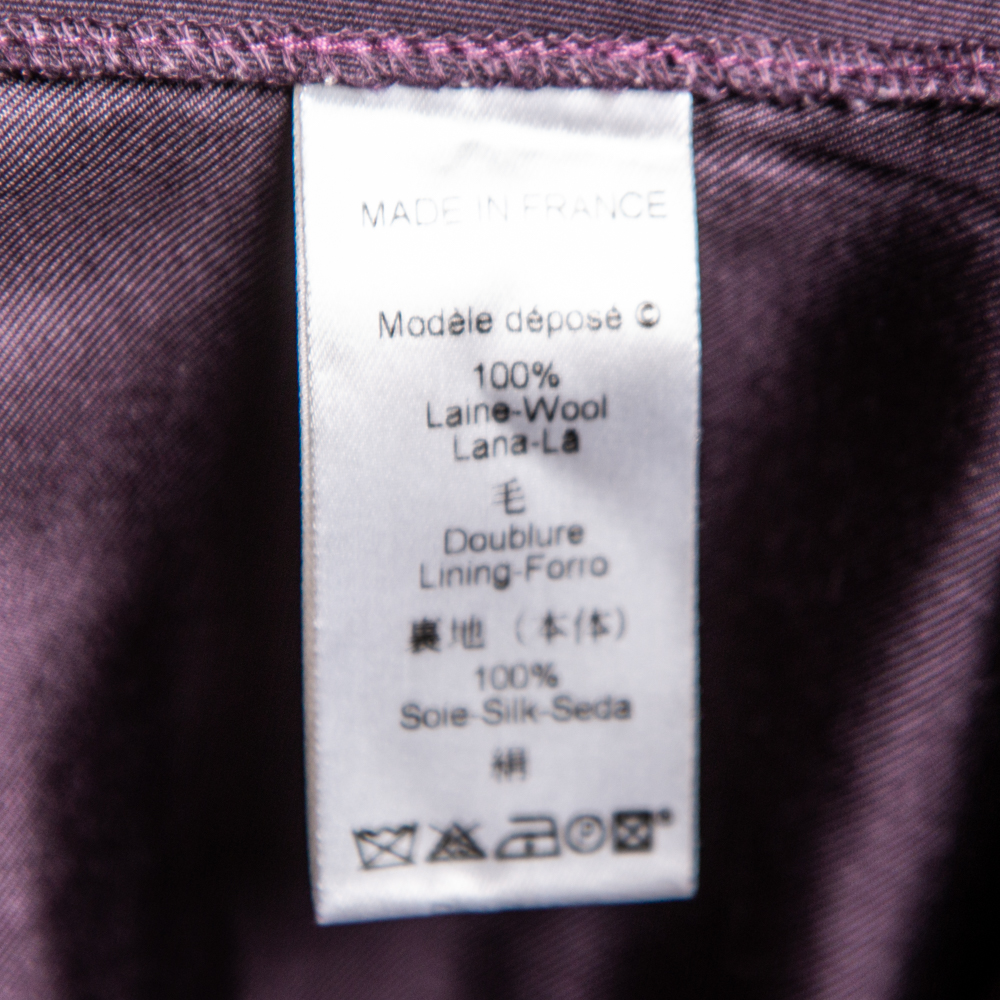 MADE IN FRANCE
Modèle déposé ©
100%
Laine-Wool
Lana-Lã
毛
Doublure
Lining-Forro
裏地（本体）
100%
Soie-Silk-Seda
絹
P